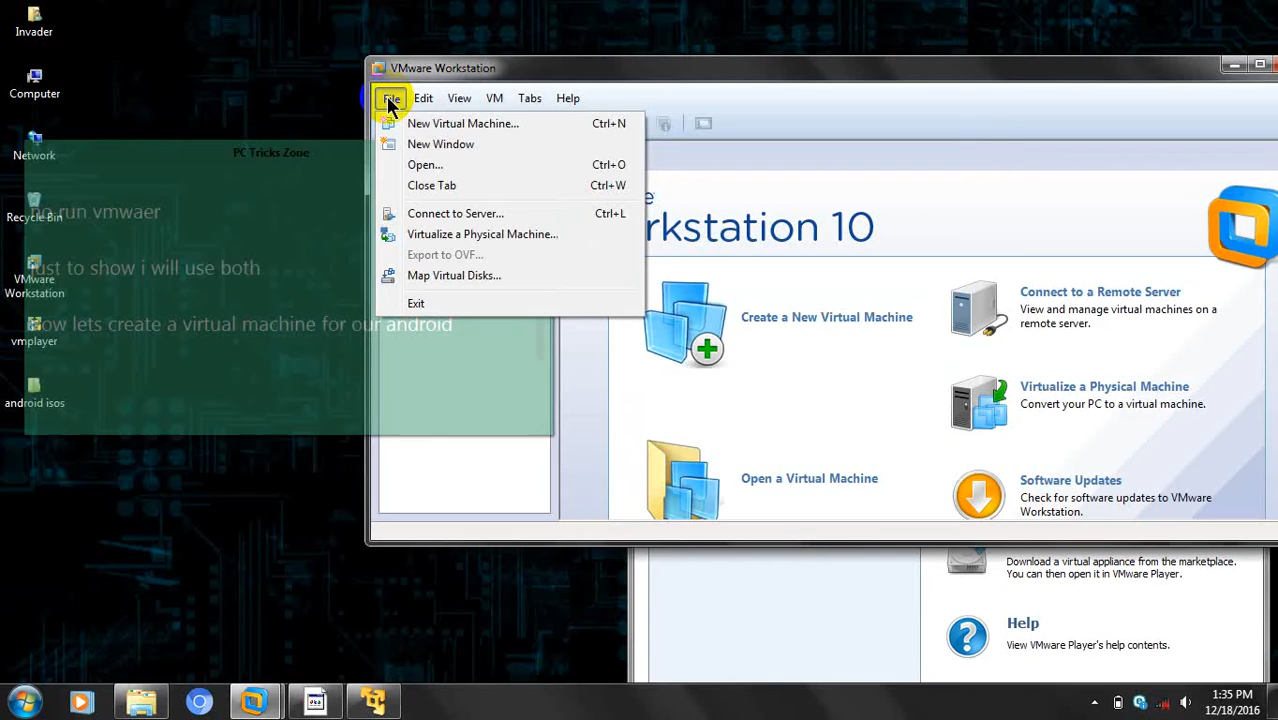 Invader
Computer
Network
Recycle Bin
VMware
Workstation
vmplayer
android isos
PC Tricks Zone
no run vmwaer
just to show i will use both
now lets create a virtual machine for our android
VMware Workstation
File Edit View VM Tabs Help
New Virtual Machine... Ctrl+N
New Window
Open... Ctrl+O
Close Tab Ctrl+W
Connect to Server... Ctrl+L
Virtualize a Physical Machine...
Export to OVF...
Map Virtual Disks...
Exit
rkstation 10
Create a New Virtual Machine
Open a Virtual Machine
Connect to a Remote Server
View and manage virtual machines on a
remote server.
Virtualize a Physical Machine
Convert your PC to a virtual machine.
Software Updates
Check for software updates to VMware
Workstation.
Download a virtual appliance from the marketplace.
You can then open it in VMware Player.
Help
View VMware Player's help contents.
1:35 PM
12/18/2016